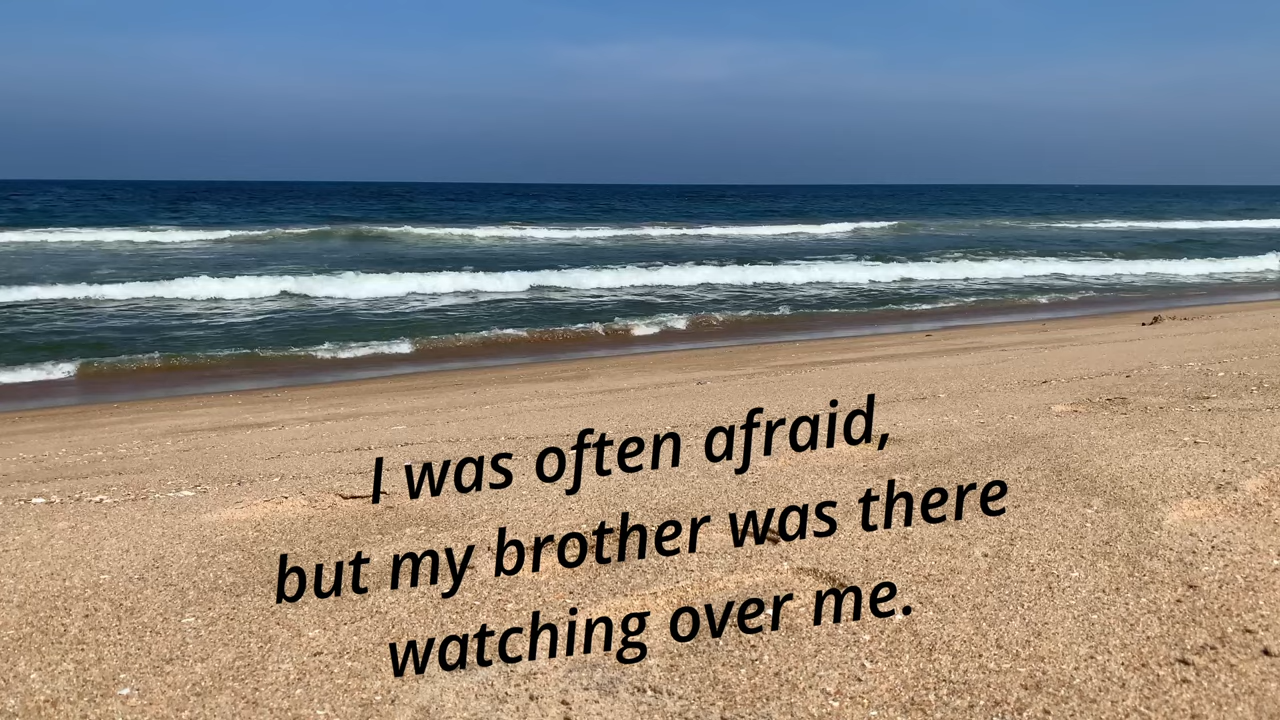 I was often afraid,
but my brother was there
watching over me.